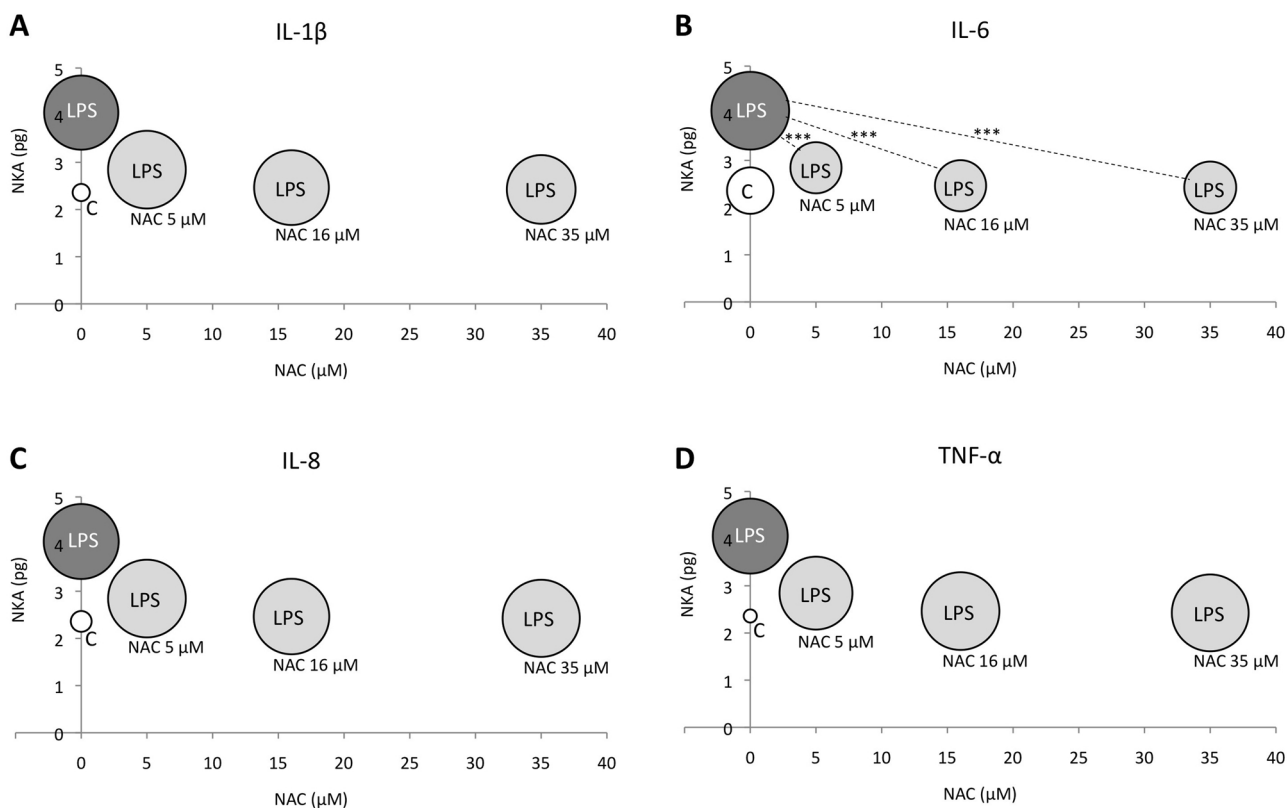 A
IL-1β
NKA (pg)
5
4
3
2
1
0
LPS
C
LPS
NAC 5 µM
LPS
NAC 16 µM
LPS
NAC 35 µM
0 5 10 15 20 25 30 35 40
NAC (µM)
B
IL-6
NKA (pg)
5
4
3
2
1
0
LPS
C
***
***
***
LPS
NAC 5 µM
LPS
NAC 16 µM
LPS
NAC 35 µM
0 5 10 15 20 25 30 35 40
NAC (µM)
C
IL-8
NKA (pg)
5
4
3
2
1
0
LPS
C
LPS
NAC 5 µM
LPS
NAC 16 µM
LPS
NAC 35 µM
0 5 10 15 20 25 30 35 40
NAC (µM)
D
TNF-α
NKA (pg)
5
4
3
2
1
0
LPS
C
LPS
NAC 5 µM
LPS
NAC 16 µM
LPS
NAC 35 µM
0 5 10 15 20 25 30 35 40
NAC (µM)